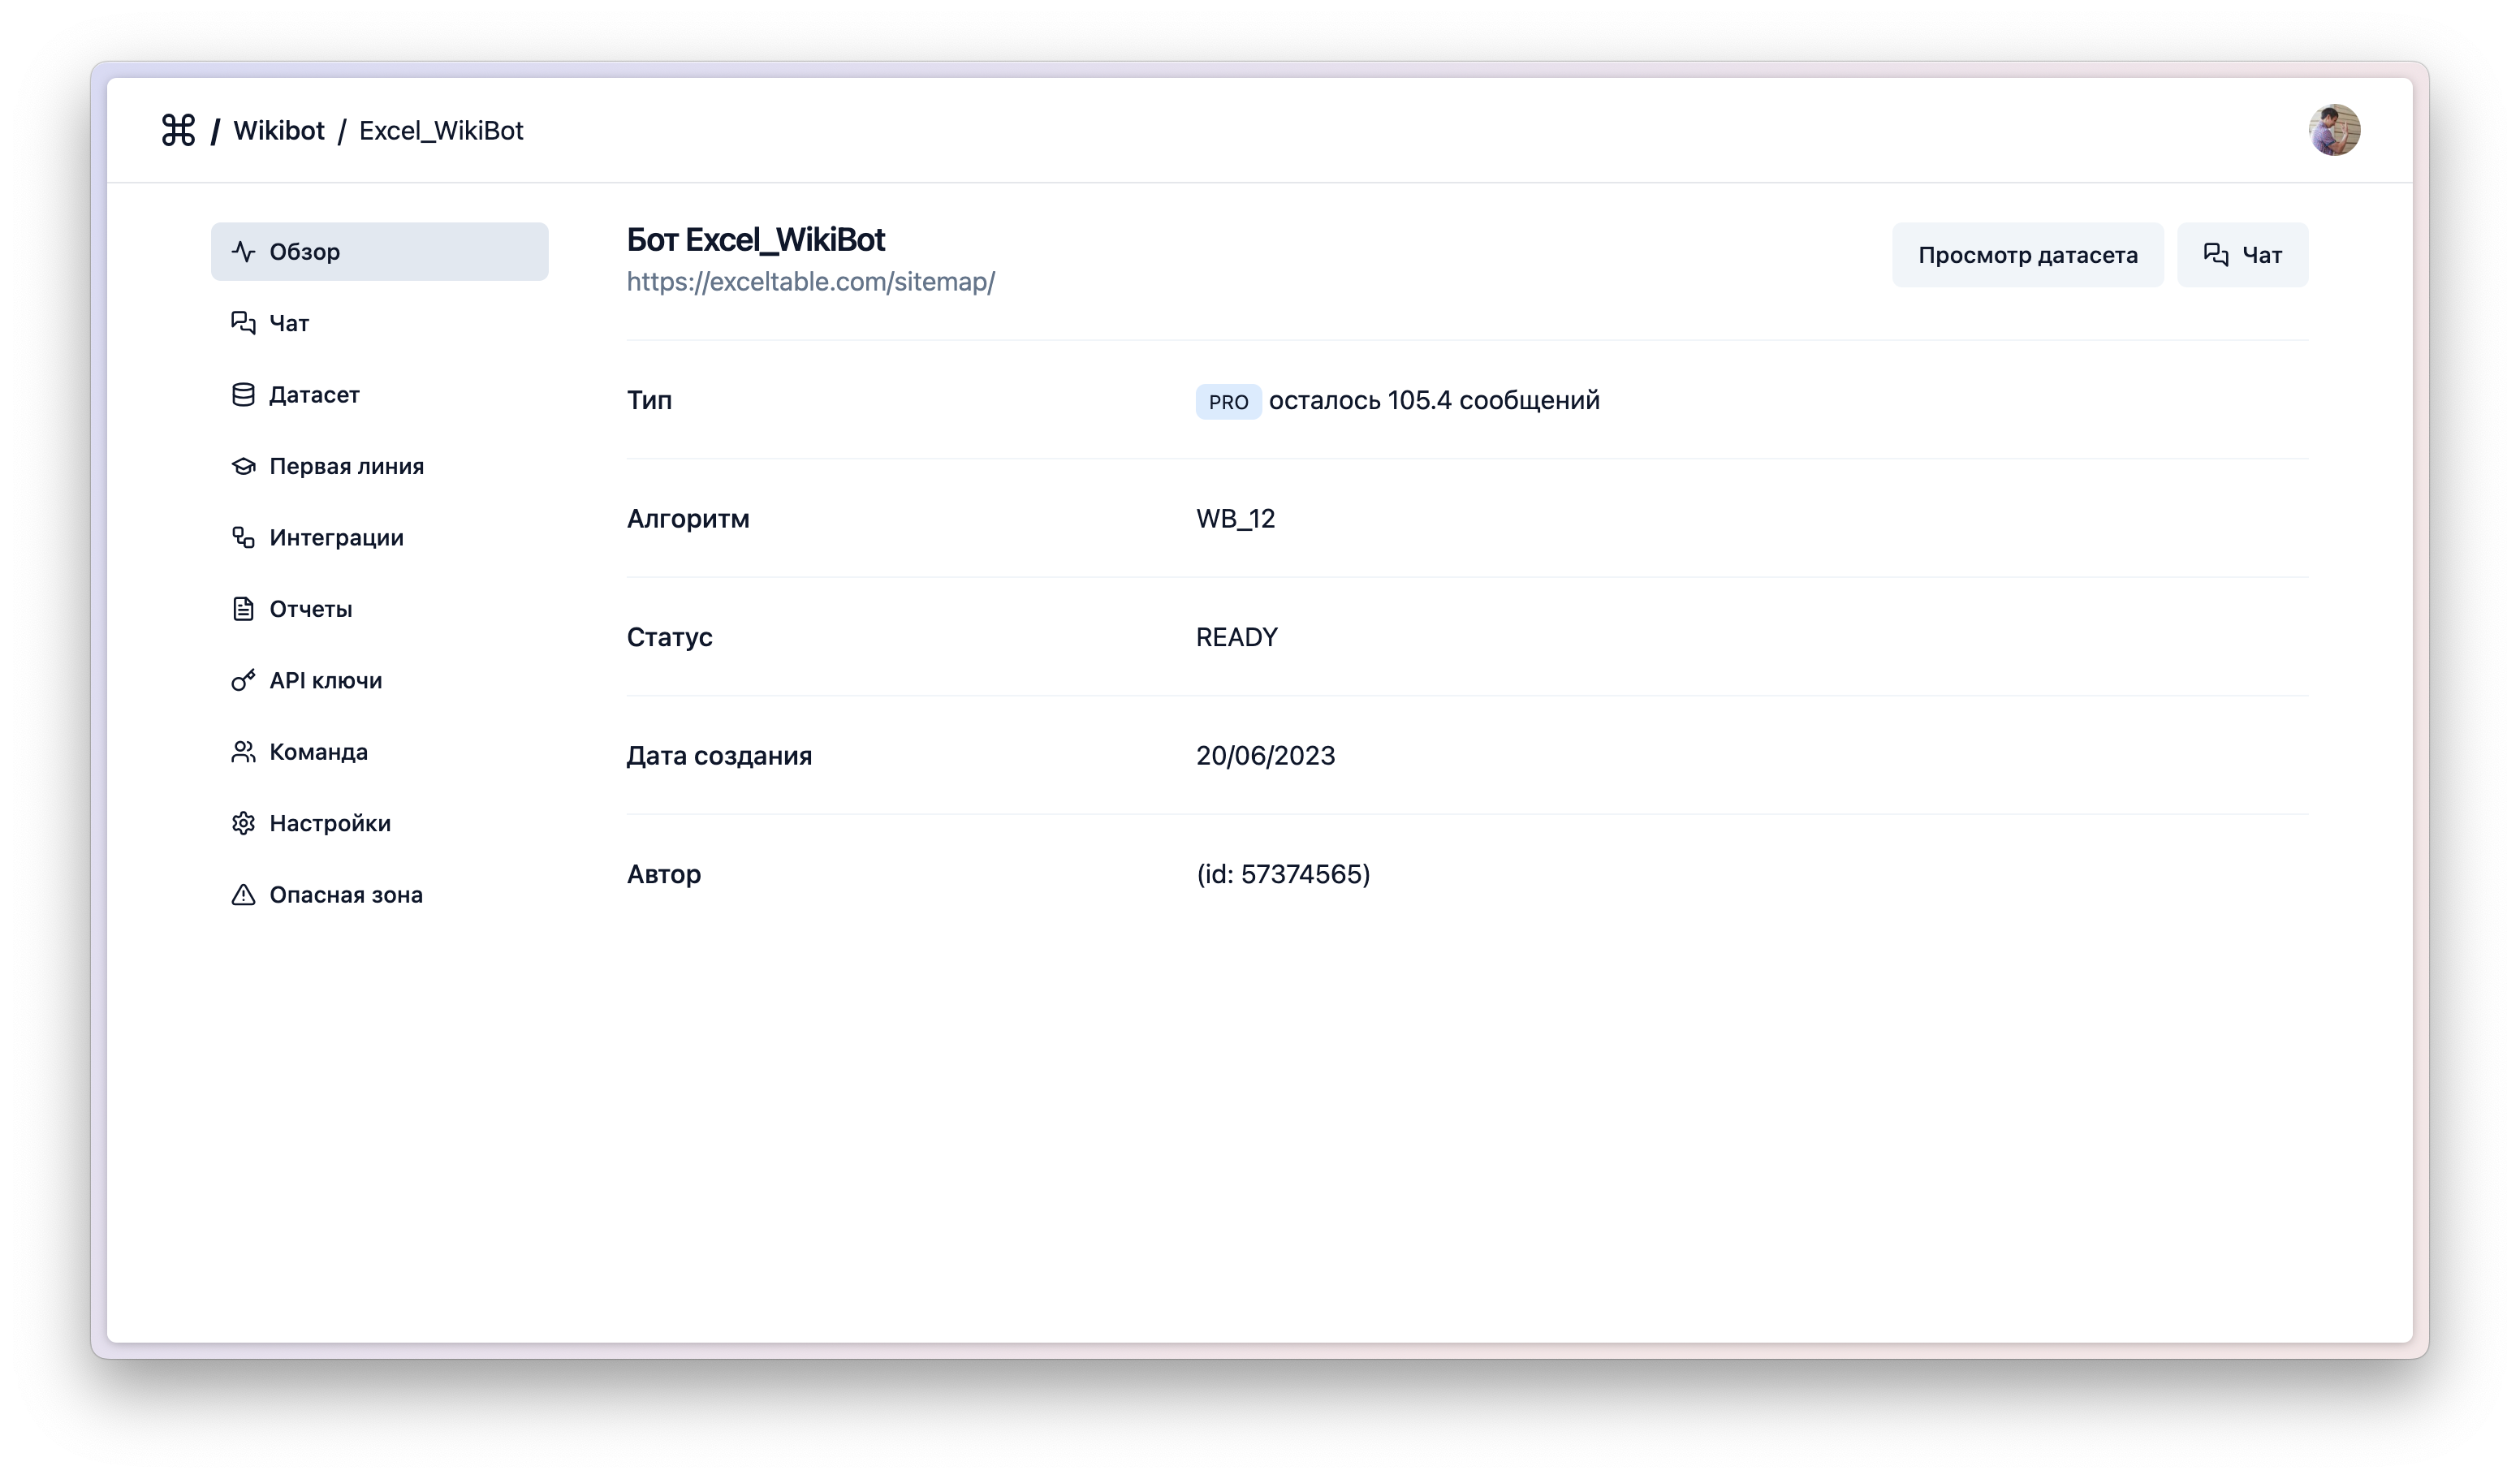 / Wikibot / Excel_WikiBot
Обзор
Чат
Датасет
Первая линия
Интеграции
Отчеты
API ключи
Команда
Настройки
Опасная зона
Бот Excel_WikiBot
https://exceltable.com/sitemap/
Просмотр датасета
Чат
Тип
PRO осталось 105.4 сообщений
Алгоритм
WB_12
Статус
READY
Дата создания
20/06/2023
Автор
(id: 57374565)